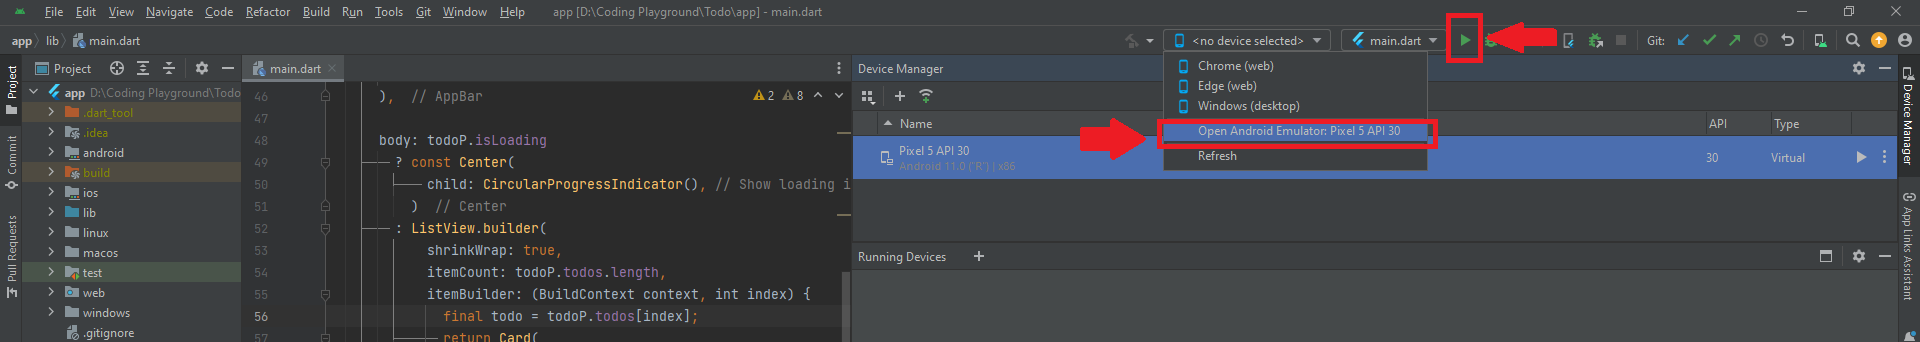 File Edit View Navigate Code Refactor Build Run Tools Git Window Help app [D:\Coding Playground\Todo\app] - main.dart
app lib main.dart
<no device selected> main.dart Git:
Project
Project
main.dart
Device Manager
Chrome (web)
Edge (web)
Windows (desktop)
Open Android Emulator: Pixel 5 API 30
Refresh
app D:\Coding Playground\Todo
.dart_tool
.idea
android
build
ios
lib
linux
macos
test
web
windows
.gitignore
Commit
Pull Requests
2 8
46 ), // AppBar
47
48 body: todoP.isLoading
49 ? const Center(
50 child: CircularProgressIndicator(), // Show loading i
51 ) // Center
52 : ListView.builder(
53 shrinkWrap: true,
54 itemCount: todoP.todos.length,
55 itemBuilder: (BuildContext context, int index) {
56 final todo = todoP.todos[index];
57 return Card(
Name API Type
Pixel 5 API 30
Android 11.0 ("R") | x86
30 Virtual
Running Devices
Device Manager
App Links Assistant